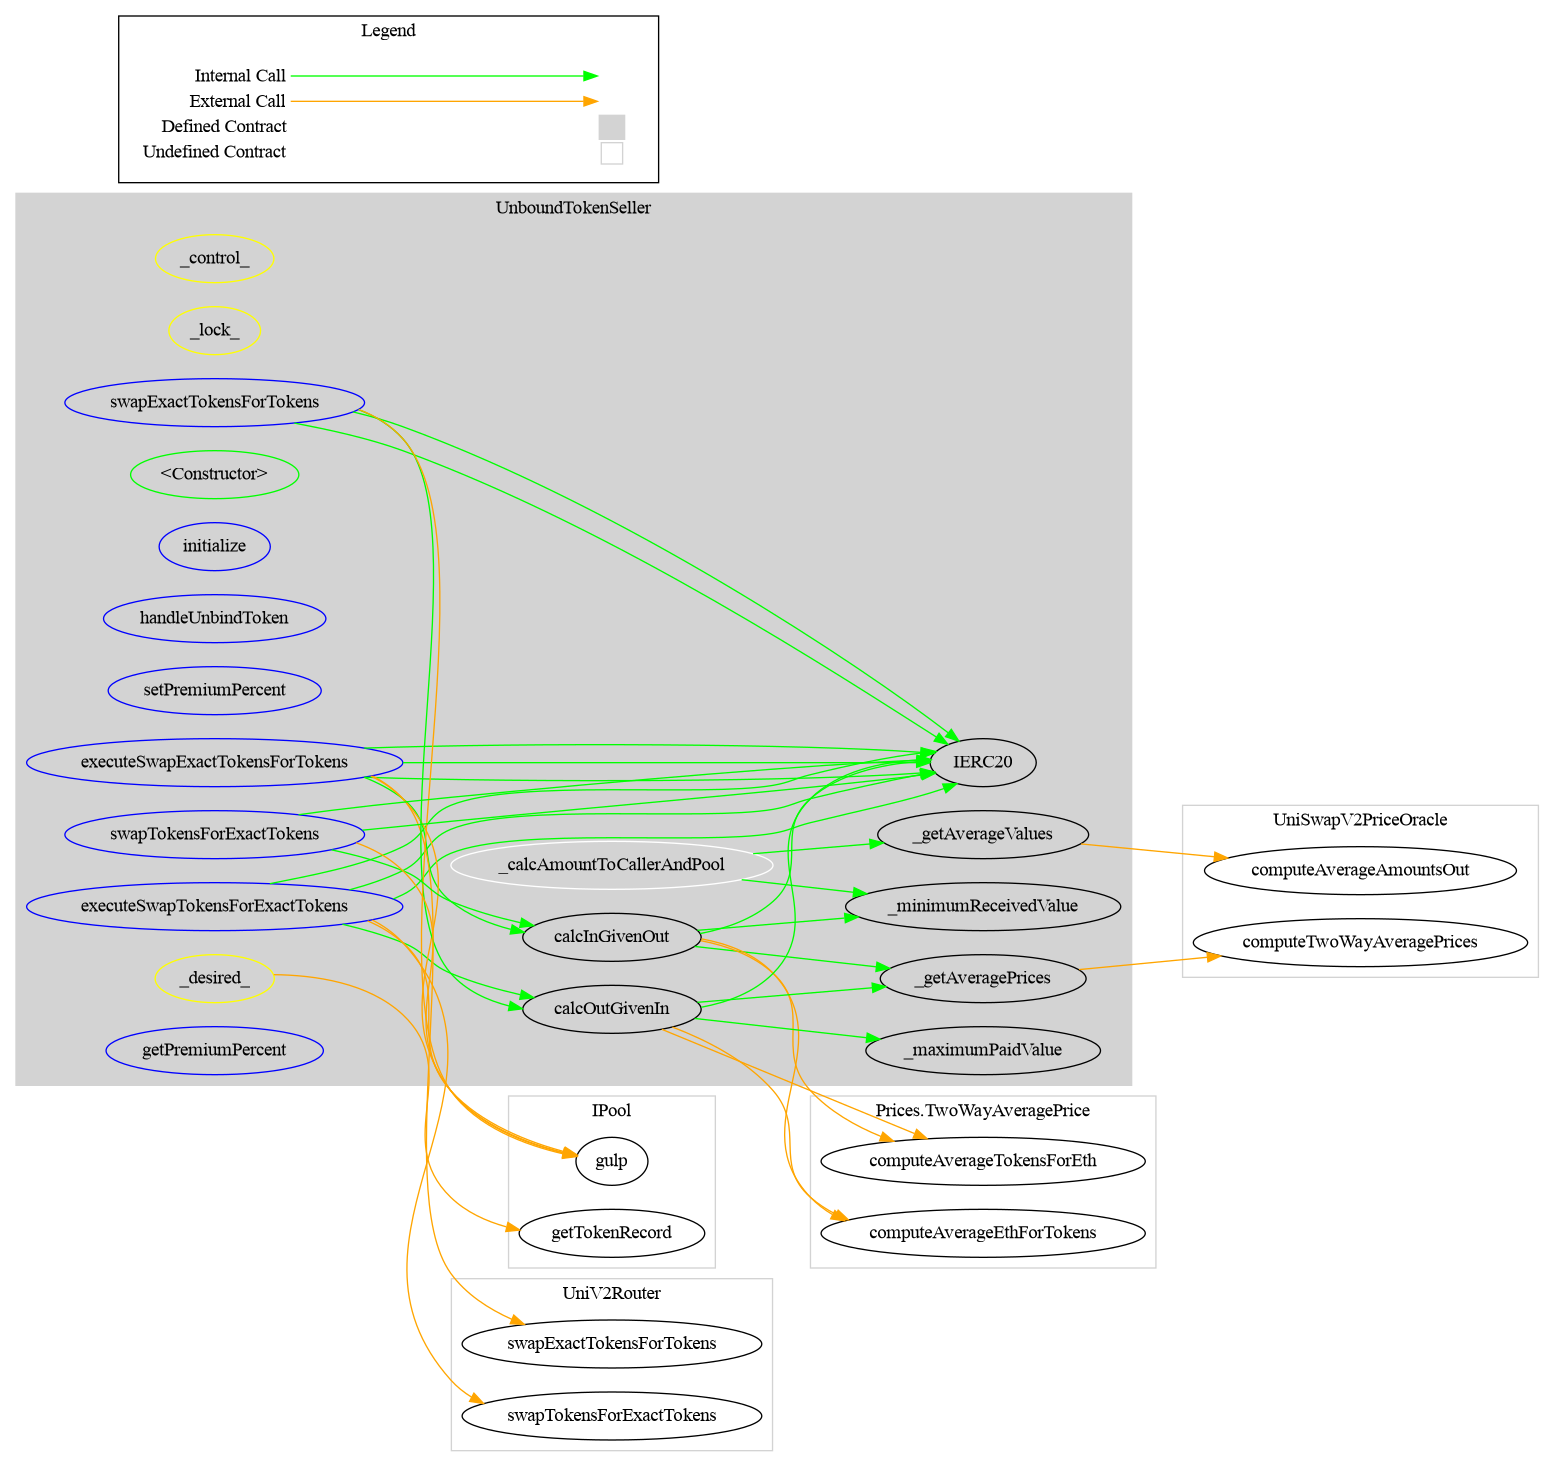 Legend
Internal Call
External Call
Defined Contract
Undefined Contract
UnboundTokenSeller
_control_
_lock_
swapExactTokensForTokens
<Constructor>
initialize
handleUnbindToken
setPremiumPercent
executeSwapExactTokensForTokens
swapTokensForExactTokens
executeSwapTokensForExactTokens
_desired_
getPremiumPercent
_calcAmountToCallerAndPool
calcInGivenOut
calcOutGivenIn
IERC20
_getAverageValues
_minimumReceivedValue
_getAveragePrices
_maximumPaidValue
UniSwapV2PriceOracle
computeAverageAmountsOut
computeTwoWayAveragePrices
IPool
gulp
getTokenRecord
Prices.TwoWayAveragePrice
computeAverageTokensForEth
computeAverageEthForTokens
UniV2Router
swapExactTokensForTokens
swapTokensForExactTokens